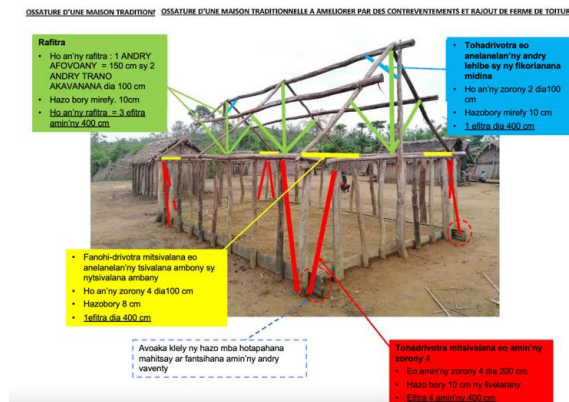 OSSATURE D'UNE MAISON TRADITION
OSSATURE D'UNE MAISON TRADITIONNELLE A AMELIORER PAR DES CONTREVENTEMENTS ET RAJOUT DE FERME DE TOITUR
Rafitra
• Ho an'ny rafitra : 1 ANDRY
AFOVOANY = 150 cm sy 2
ANDRY TRANO
AKAVANANA dia 100 cm
• Hazo bory mirefy. 10cm
• Ho an'ny rafitra = 3 efitra
amin'ny 400 cm
• Tohadrivotra eo
anelanelan'ny andry
lehibe sy ny fikorianana
midina
• Ho an'ny zorony 2 dia100
cm
• Hazobory mirefy 10 cm
• 1 efitra dia 400 cm
• Fanohi-drivotra mitsivalana eo
anelanelan'ny tsivalana ambony sy
nytsivalana ambany
• Ho an'ny zorony 4 dia100 cm
• Hazobory 8 cm
• 1efitra dia 400 cm
Avoaka klely ny hazo mba hotapahana
mahitsay ar fantsihana amin'ny andry
vaventy
Tohadrivotra mitsivalana eo amin'ny
zorony 4
• Eo amin'ny zorony 4 dia 200 cm
• Hazo bory 10 cm ny fivelarany
• Efitra 4 amin'ny 400 cm